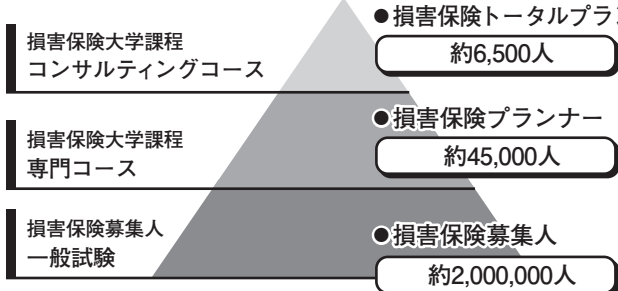 損害保険大学課程
コンサルティングコース
●損害保険トータルプラ
約6,500人
損害保険大学課程
専門コース
●損害保険プランナー
約45,000人
損害保険募集人
一般試験
●損害保険募集人
約2,000,000人